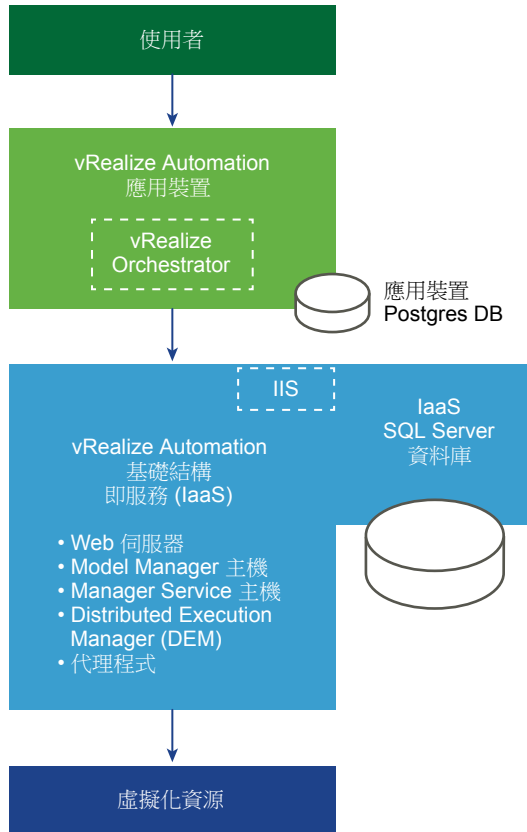 使用者
vRealize Automation
應用裝置
vRealize
Orchestrator
應用裝置
Postgres DB
IIS
IaaS
SQL Server
資料庫
vRealize Automation
基礎結構
即服務 (IaaS)
• Web 伺服器
• Model Manager 主機
• Manager Service 主機
• Distributed Execution
Manager (DEM)
• 代理程式
虛擬化資源